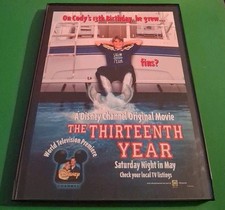 On Cody's 13th Birthday, he grew
fins?
A Disney Channel Original Movie
THE THIRTEENTH
YEAR
World Television Premiere
Disney
Saturday Night in May
Check your local TV listings